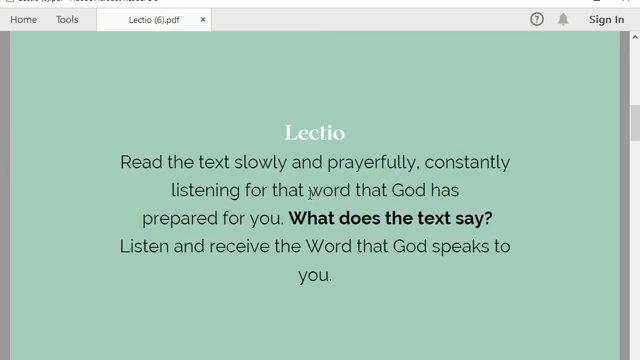 Home Tools Lectio (6).pdf × ? Sign In
Lectio
Read the text slowly and prayerfully, constantly
listening for that word that God has
prepared for you. What does the text say?
Listen and receive the Word that God speaks to
you.